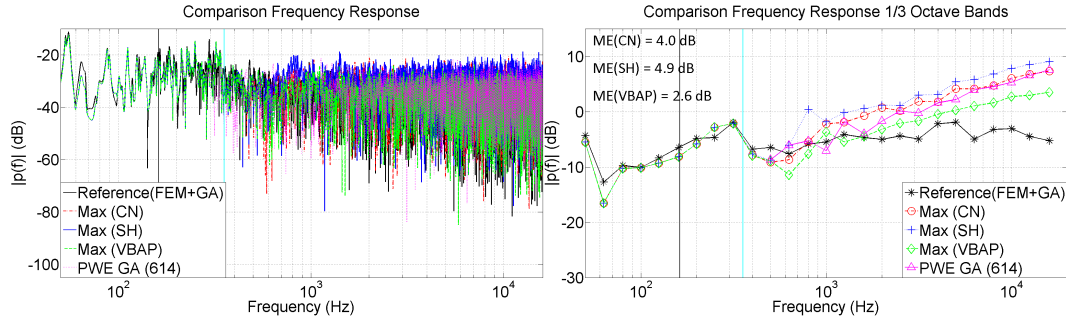 Comparison Frequency Response
|p(f)| (dB)
-20
-40
-60
-80
-100
Reference(FEM+GA)
Max (CN)
Max (SH)
Max (VBAP)
PWE GA (614)
10^2
10^3
10^4
Frequency (Hz)
Comparison Frequency Response 1/3 Octave Bands
|p(f)| (dB)
10
0
-10
-20
-30
ME(CN) = 4.0 dB
ME(SH) = 4.9 dB
ME(VBAP) = 2.6 dB
Reference(FEM+GA)
Max (CN)
Max (SH)
Max (VBAP)
PWE GA (614)
10^2
10^3
10^4
Frequency (Hz)